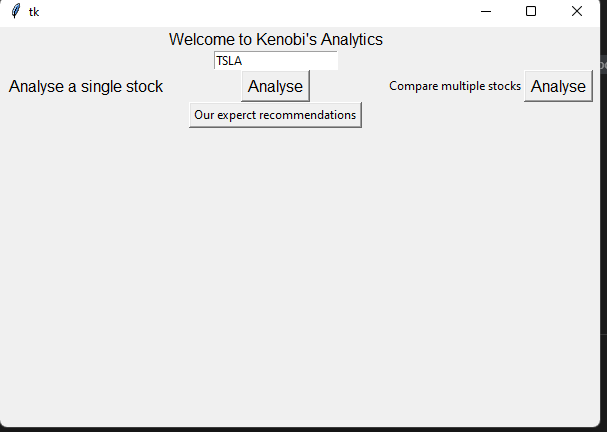 tk
Welcome to Kenobi's Analytics
TSLA
Analyse a single stock Analyse Compare multiple stocks Analyse
Our experct recommendations